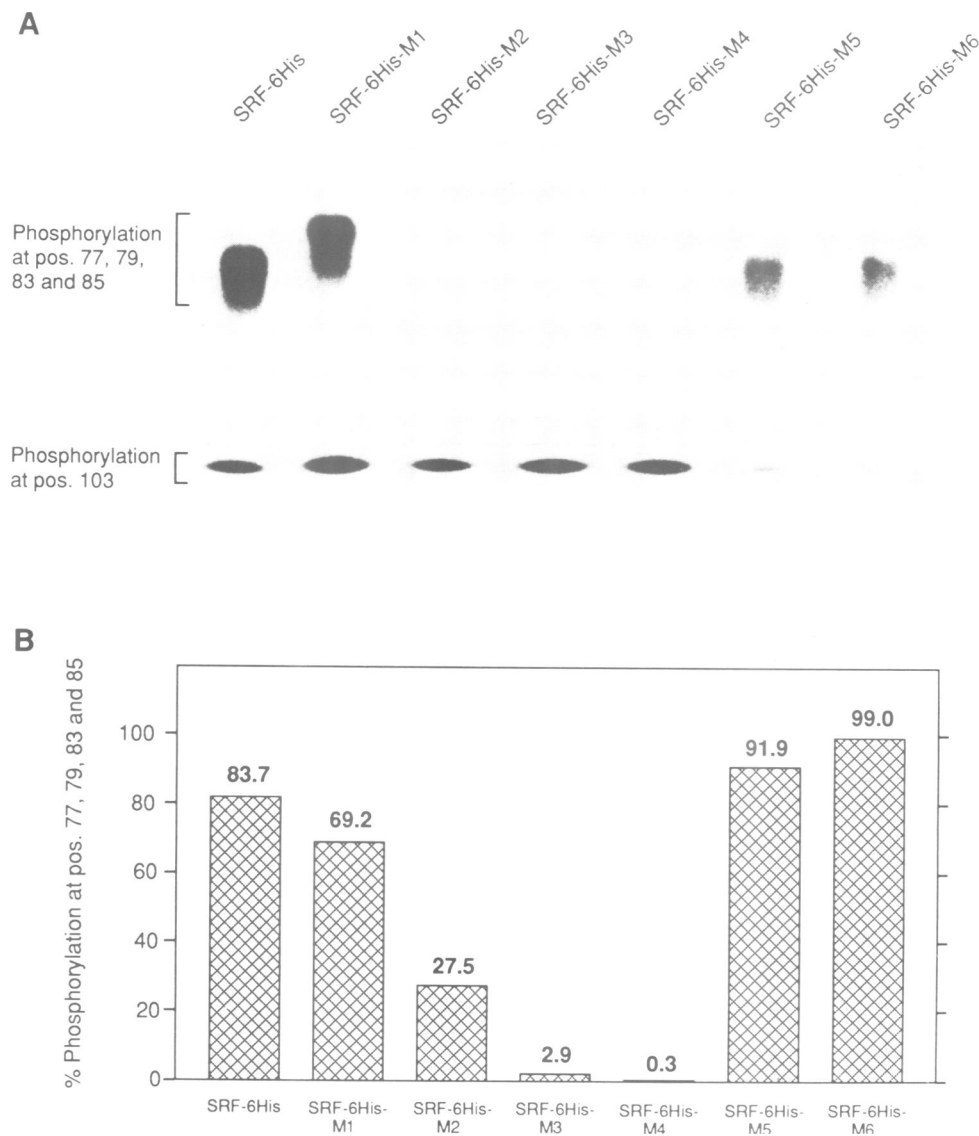 A
SRF-6His
SRF-6His-M1
SRF-6His-M2
SRF-6His-M3
SRF-6His-M4
SRF-6His-M5
SRF-6His-M6
Phosphorylation
at pos. 77, 79,
83 and 85
Phosphorylation
at pos. 103
B
% Phosphorylation at pos. 77, 79, 83 and 85
100
80
60
40
20
0
83.7
69.2
27.5
2.9
0.3
91.9
99.0
SRF-6His
SRF-6His-
M1
SRF-6His-
M2
SRF-6His-
M3
SRF-6His-
M4
SRF-6His-
M5
SRF-6His-
M6